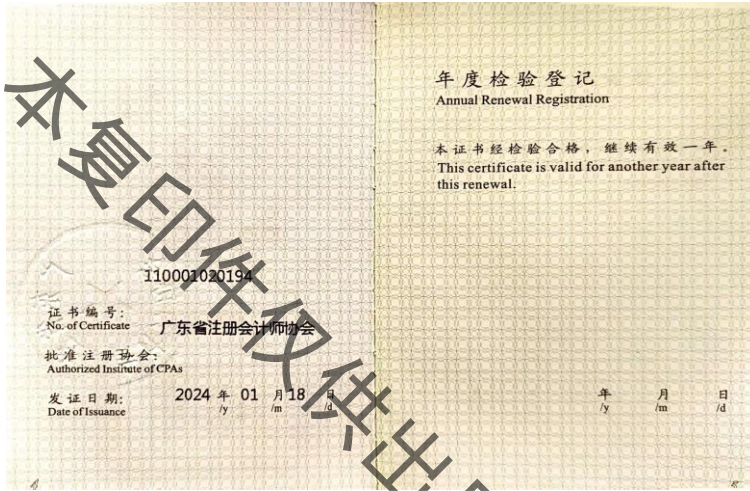 110001020194
证书编号：
No. of Certificate
广东省注册会计师协会
批准注册协会：
Authorized Institute of CPAs
发证日期： 2024 年 01 月 18 日
Date of Issuance /y /m /d
年度检验登记
Annual Renewal Registration
本证书经检验合格，继续有效一年。
This certificate is valid for another year after
this renewal.
年 月 日
/y /m /d
本复印件仅供出